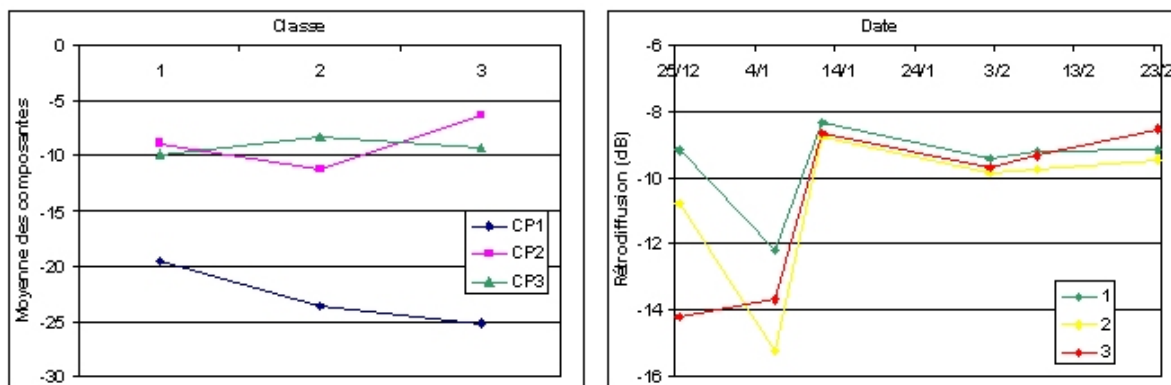 Classe
0
1 2 3
-5
-10
-15
-20
-25
-30
Moyenne des composantes
CP1
CP2
CP3
Date
-6
25/12 4/1 14/1 24/1 3/2 13/2 23/2
-8
-10
-12
-14
-16
Rétrodiffusion (dB)
1
2
3